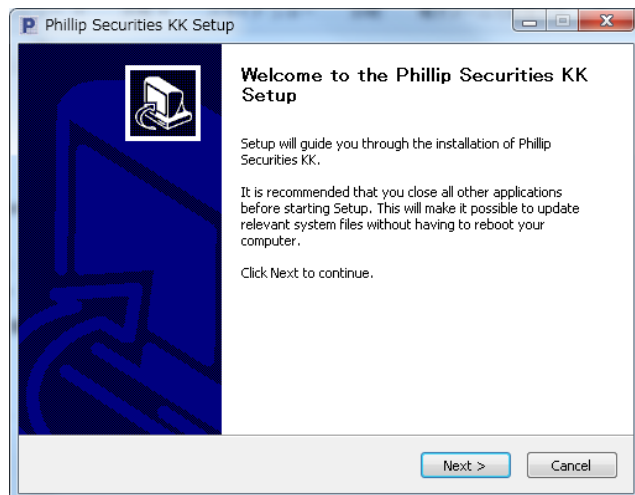 Phillip Securities KK Setup
Welcome to the Phillip Securities KK
Setup
Setup will guide you through the installation of Phillip
Securities KK.
It is recommended that you close all other applications
before starting Setup. This will make it possible to update
relevant system files without having to reboot your
computer.
Click Next to continue.
Next >
Cancel